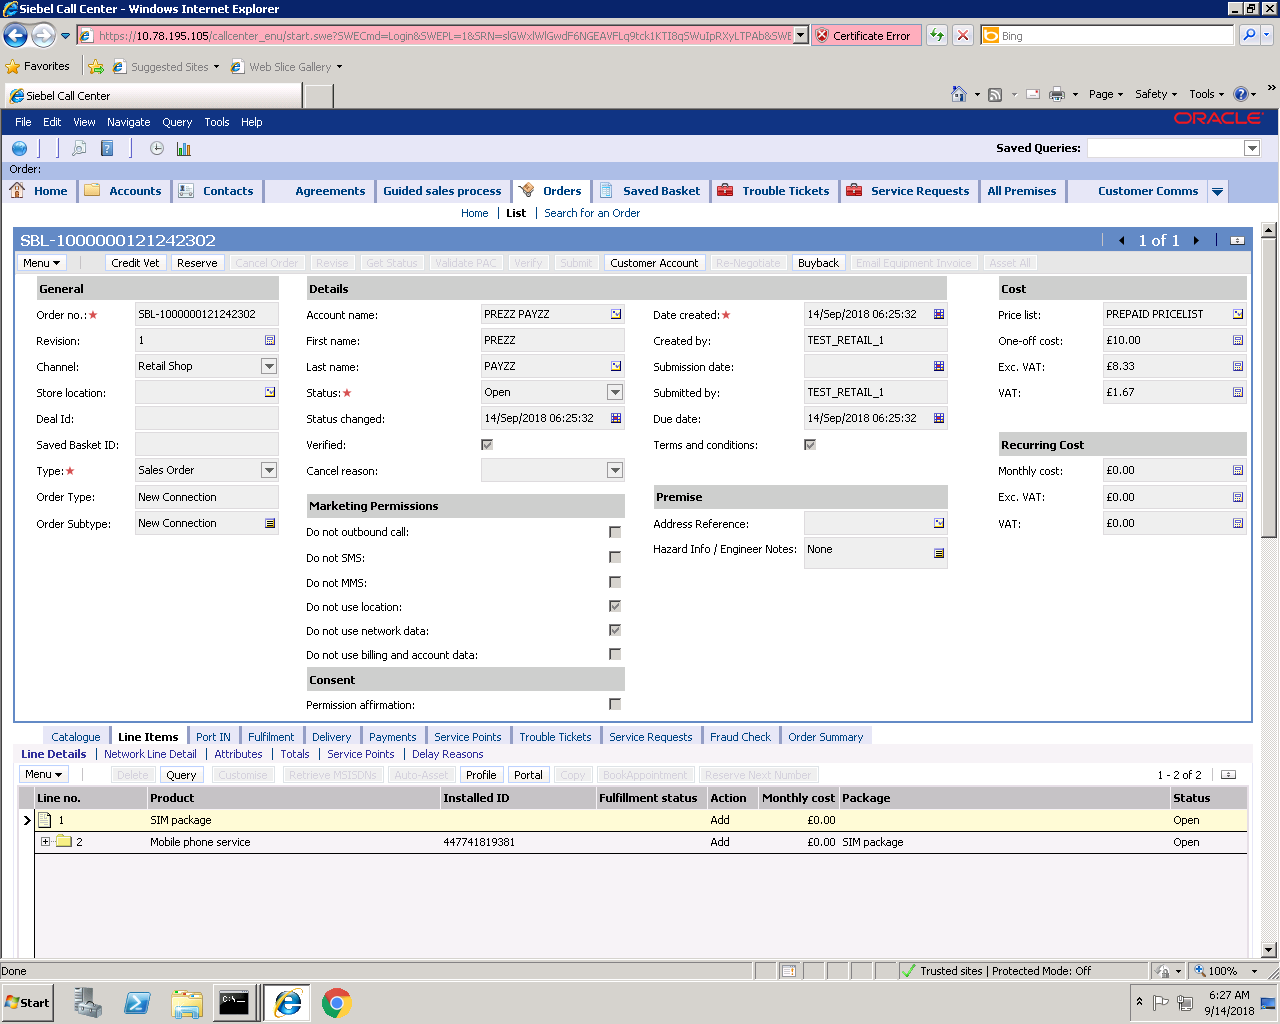 Siebel Call Center - Windows Internet Explorer
Certificate Error
Bing
Favorites Suggested Sites Web Slice Gallery
Siebel Call Center
Page Safety Tools
File Edit View Navigate Query Tools Help
ORACLE
Saved Queries:
Order:
Home Accounts Contacts Agreements Guided sales process Orders Saved Basket Trouble Tickets Service Requests All Premises Customer Comms
Home List Search for an Order
SBL-1000000121242302
1 of 1
Menu Credit Vet Reserve Cancel Order Revise Get Status Validate PAC Verify Submit Customer Account Re-Negotiate Buyback Email Equipment Invoice Asset All
General Details Cost
Order no.:★ SBL-1000000121242302 Account name: PREZZ PAYZZ Date created:★ 14/Sep/2018 06:25:32 Price list: PREPAID PRICELIST
Revision: 1 First name: PREZZ Created by: TEST_RETAIL_1 One-off cost: £10.00
Channel: Retail Shop Last name: PAYZZ Submission date: Exc. VAT: £8.33
Store location: Status:★ Open Submitted by: TEST_RETAIL_1 VAT: £1.67
Deal Id: Status changed: 14/Sep/2018 06:25:32 Due date: 14/Sep/2018 06:25:32
Saved Basket ID: Verified: Terms and conditions: Recurring Cost
Type:★ Sales Order Cancel reason: Monthly cost: £0.00
Order Type: New Connection Premise Exc. VAT: £0.00
Marketing Permissions
Order Subtype: New Connection Address Reference: VAT: £0.00
Do not outbound call:
Hazard Info / Engineer Notes: None
Do not SMS:
Do not MMS:
Do not use location:
Do not use network data:
Do not use billing and account data:
Consent
Permission affirmation:
Catalogue Line Items Port IN Fulfilment Delivery Payments Service Points Trouble Tickets Service Requests Fraud Check Order Summary
Line Details Network Line Detail Attributes Totals Service Points Delay Reasons
Menu Delete Query Customise Retrieve MSISDNs Auto-Asset Profile Portal Copy BookAppointment Reserve Next Number 1 - 2 of 2
Line no. Product Installed ID Fulfillment status Action Monthly cost Package Status
1 SIM package Add £0.00 Open
2 Mobile phone service 447741819381 Add £0.00 SIM package Open
Done Trusted sites | Protected Mode: Off 100%
Start
6:27 AM
9/14/2018